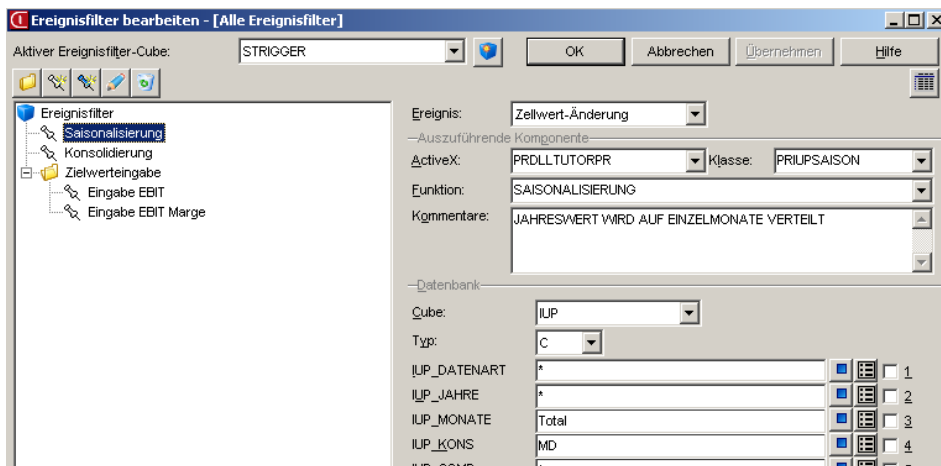 Ereignisfilter bearbeiten - [Alle Ereignisfilter]
Aktiver Ereignisfilter-Cube: STRIGGER OK Abbrechen Übernehmen Hilfe
Ereignisfilter
Saisonalisierung
Konsolidierung
Zielwerteingabe
Eingabe EBIT
Eingabe EBIT Marge
Ereignis: Zellwert-Änderung
Auszuführende Komponente
ActiveX: PRDLLTUTORPR Klasse: PRIUPSAISON
Funktion: SAISONALISIERUNG
Kommentare: JAHRESWERT WIRD AUF EINZELMONATE VERTEILT
Datenbank
Cube: IUP
Typ: C
IUP_DATENART * 1
IUP_JAHRE * 2
IUP_MONATE Total 3
IUP_KONS MD 4